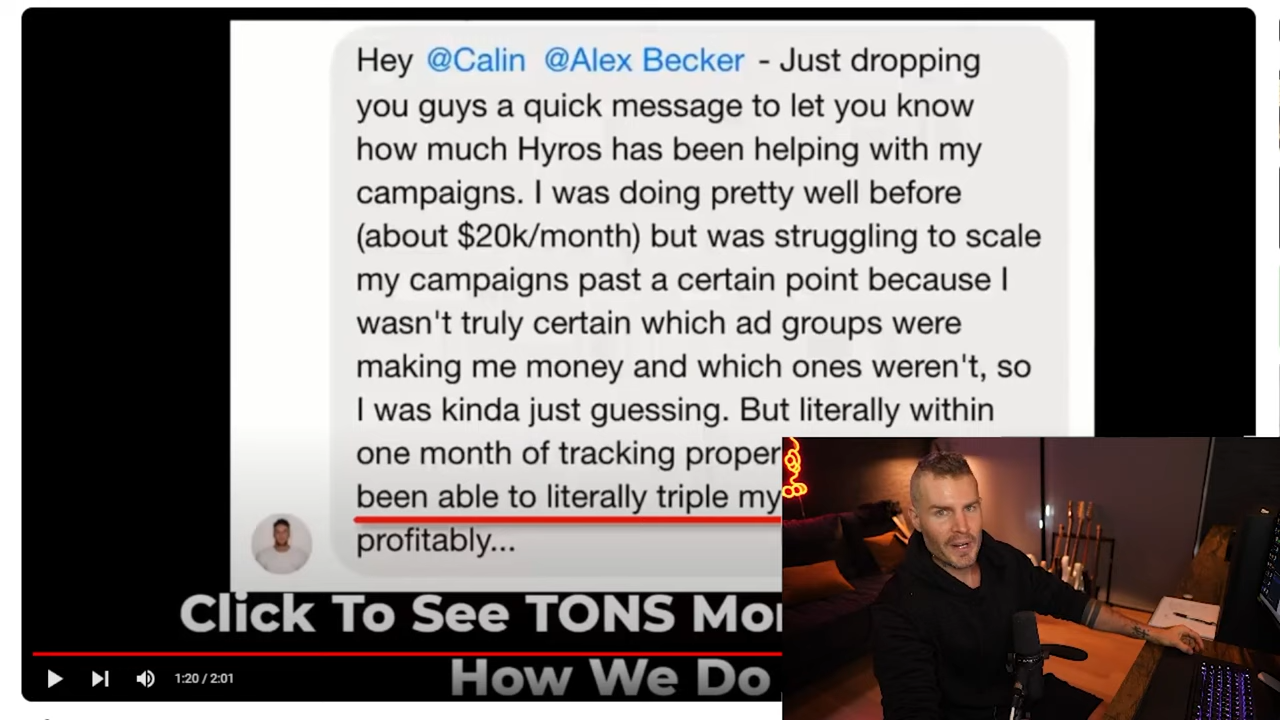 Hey @Calin @Alex Becker - Just dropping
you guys a quick message to let you know
how much Hyros has been helping with my
campaigns. I was doing pretty well before
(about $20k/month) but was struggling to scale
my campaigns past a certain point because I
wasn't truly certain which ad groups were
making me money and which ones weren't, so
I was kinda just guessing. But literally within
one month of tracking proper
been able to literally triple my
profitably...
Click To See TONS Mo
How We Do
1:20 / 2:01